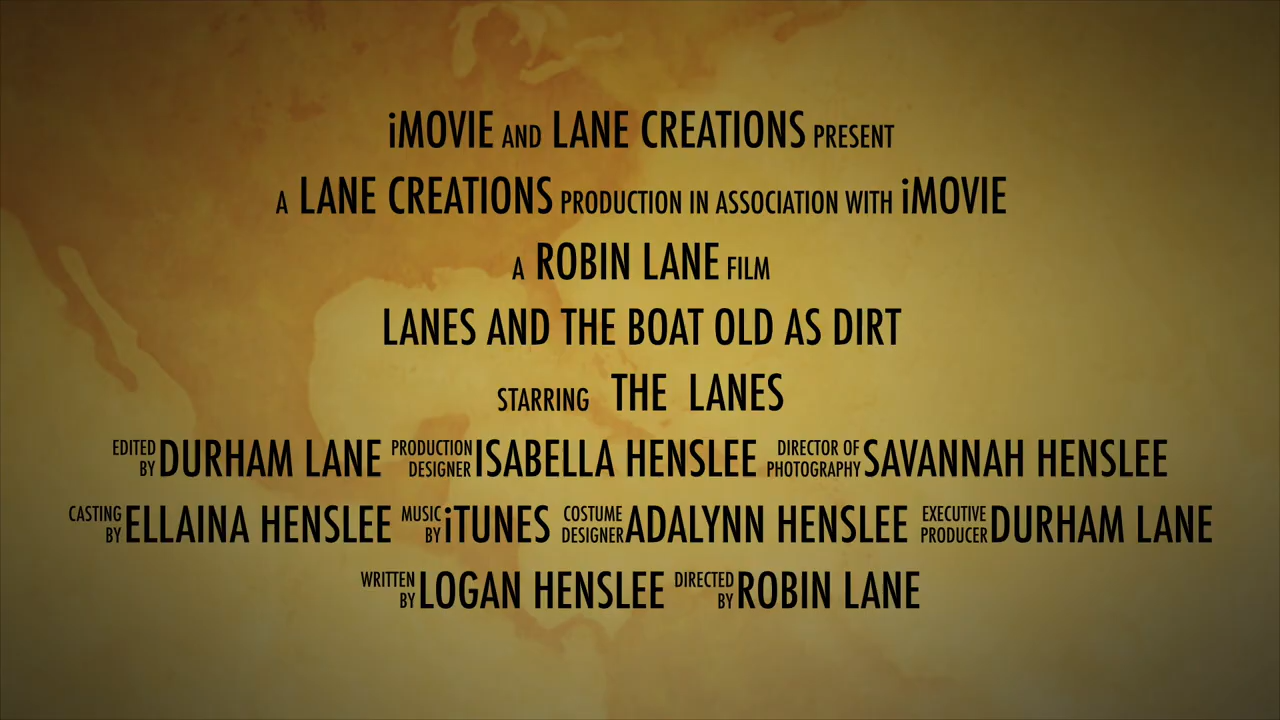 iMOVIE AND LANE CREATIONS PRESENT
A LANE CREATIONS PRODUCTION IN ASSOCIATION WITH iMOVIE
A ROBIN LANE FILM
LANES AND THE BOAT OLD AS DIRT
STARRING THE LANES
EDITED BY DURHAM LANE PRODUCTION DESIGNER ISABELLA HENSLEE DIRECTOR OF PHOTOGRAPHY SAVANNAH HENSLEE
CASTING BY ELLAINA HENSLEE MUSIC BY iTUNES COSTUME DESIGNER ADALYNN HENSLEE EXECUTIVE PRODUCER DURHAM LANE
WRITTEN BY LOGAN HENSLEE DIRECTED BY ROBIN LANE